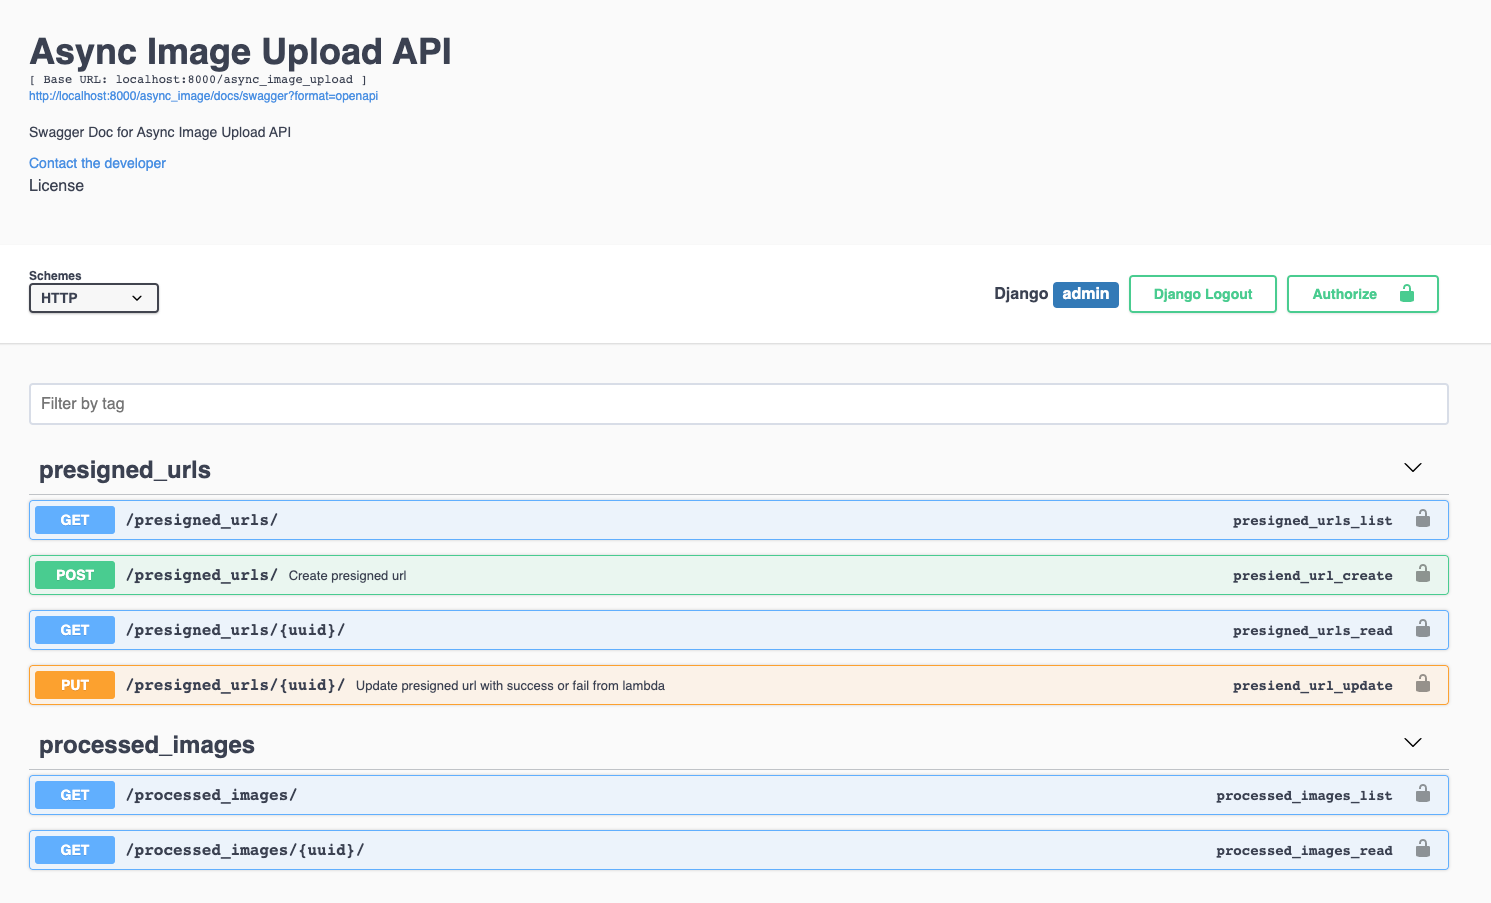 Async Image Upload API
[ Base URL: localhost:8000/async_image_upload ]
http://localhost:8000/async_image/docs/swagger?format=openapi
Swagger Doc for Async Image Upload API
Contact the developer
License
Schemes
HTTP
Django admin Django Logout Authorize
Filter by tag
presigned_urls
GET /presigned_urls/ presigned_urls_list
POST /presigned_urls/ Create presigned url presiend_url_create
GET /presigned_urls/{uuid}/ presigned_urls_read
PUT /presigned_urls/{uuid}/ Update presigned url with success or fail from lambda presiend_url_update
processed_images
GET /processed_images/ processed_images_list
GET /processed_images/{uuid}/ processed_images_read